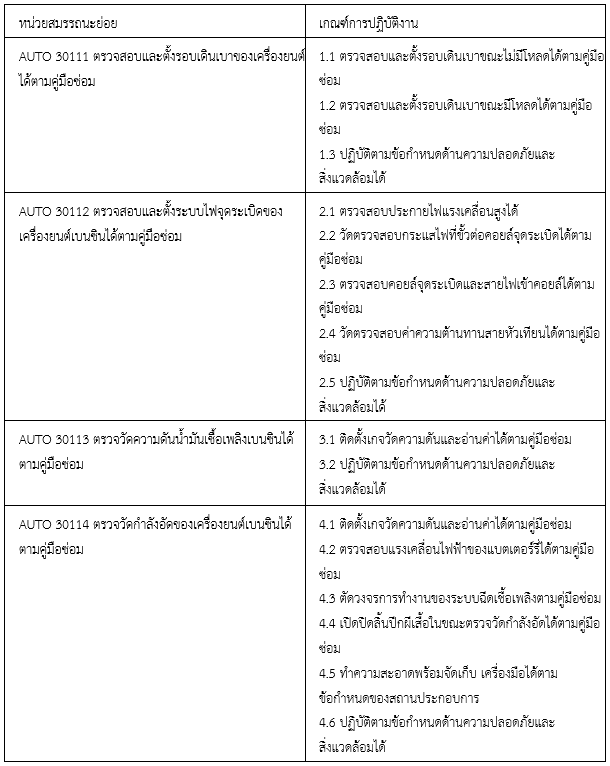 หน่วยสมรรถนะย่อย
เกณฑ์การปฏิบัติงาน
AUTO 30111 ตรวจสอบและตั้งรอบเดินเบาของเครื่องยนต์
ได้ตามคู่มือซ่อม
1.1 ตรวจสอบและตั้งรอบเดินเบาขณะไม่มีโหลดได้ตามคู่มือ
ซ่อม
1.2 ตรวจสอบและตั้งรอบเดินเบาขณะมีโหลดได้ตามคู่มือ
ซ่อม
1.3 ปฏิบัติตามข้อกำหนดด้านความปลอดภัยและ
สิ่งแวดล้อมได้
AUTO 30112 ตรวจสอบและตั้งระบบไฟจุดระเบิดของ
เครื่องยนต์เบนซินได้ตามคู่มือซ่อม
2.1 ตรวจสอบประกายไฟแรงเคลื่อนสูงได้
2.2 วัดตรวจสอบกระแสไฟที่ขั้วต่อคอยล์จุดระเบิดได้ตาม
คู่มือซ่อม
2.3 ตรวจสอบคอยล์จุดระเบิดและสายไฟเข้าคอยล์ได้ตาม
คู่มือซ่อม
2.4 วัดตรวจสอบค่าความต้านทานสายหัวเทียนได้ตามคู่มือ
ซ่อม
2.5 ปฏิบัติตามข้อกำหนดด้านความปลอดภัยและ
สิ่งแวดล้อมได้
AUTO 30113 ตรวจวัดความดันน้ำมันเชื้อเพลิงเบนซินได้
ตามคู่มือซ่อม
3.1 ติดตั้งเกจวัดความดันและอ่านค่าได้ตามคู่มือซ่อม
3.2 ปฏิบัติตามข้อกำหนดด้านความปลอดภัยและ
สิ่งแวดล้อมได้
AUTO 30114 ตรวจวัดกำลังอัดของเครื่องยนต์เบนซินได้
ตามคู่มือซ่อม
4.1 ติดตั้งเกจวัดความดันและอ่านค่าได้ตามคู่มือซ่อม
4.2 ตรวจสอบแรงเคลื่อนไฟฟ้าของแบตเตอร์รี่ได้ตามคู่มือ
ซ่อม
4.3 ตัดวงจรการทำงานของระบบฉีดเชื้อเพลิงตามคู่มือซ่อม
4.4 เปิดปิดลิ้นปีกผีเสื้อในขณะตรวจวัดกำลังอัดได้ตามคู่มือ
ซ่อม
4.5 ทำความสะอาดพร้อมจัดเก็บ เครื่องมือได้ตาม
ข้อกำหนดของสถานประกอบการ
4.6 ปฏิบัติตามข้อกำหนดด้านความปลอดภัยและ
สิ่งแวดล้อมได้